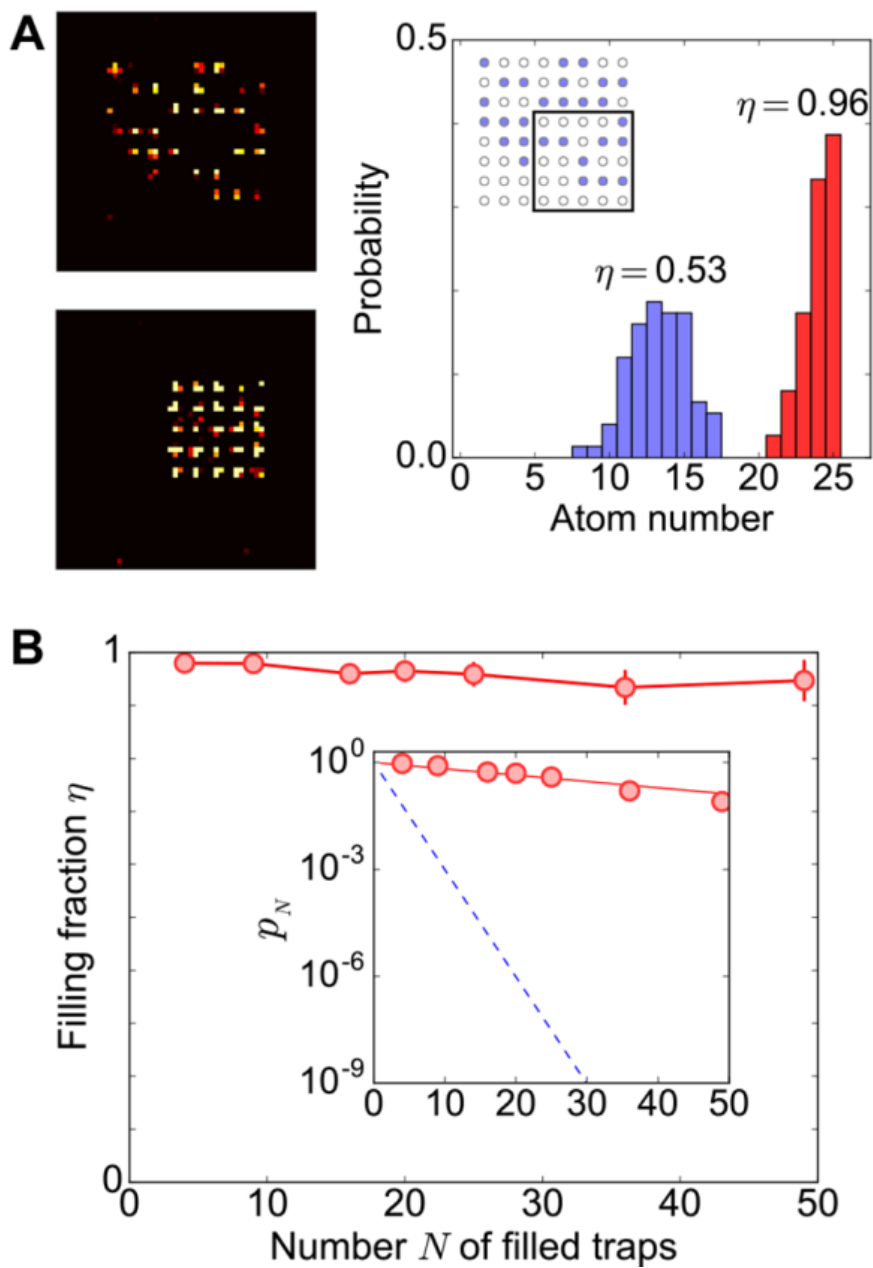 A
0.5
Probability
0.0
η = 0.96
η = 0.53
0 5 10 15 20 25
Atom number
B
1
Filling fraction η
0
10⁰
10⁻³
10⁻⁶
10⁻⁹
p_N
0 10 20 30 40 50
0 10 20 30 40 50
Number N of filled traps